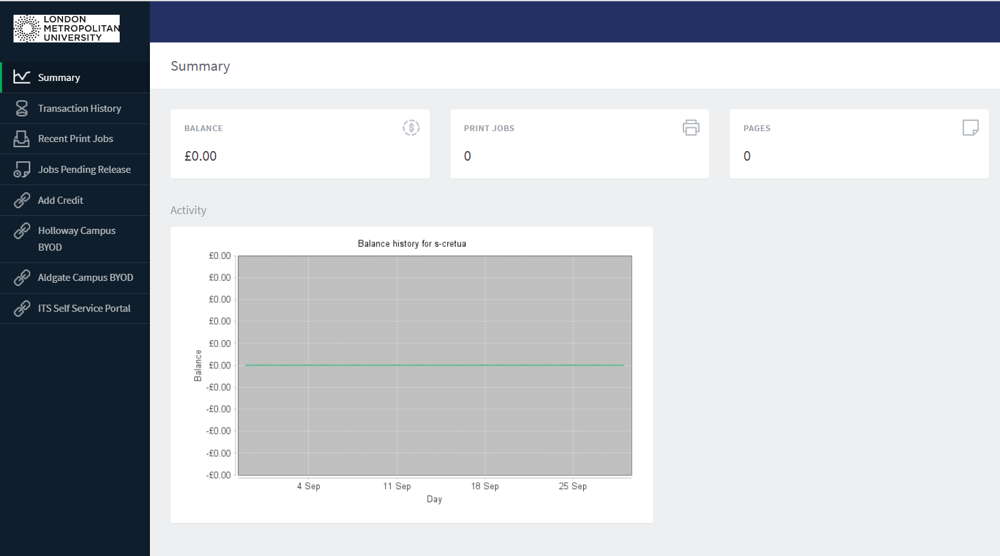 LONDON
METROPOLITAN
UNIVERSITY
Summary
Transaction History
Recent Print Jobs
Jobs Pending Release
Add Credit
Holloway Campus
BYOD
Aldgate Campus BYOD
ITS Self Service Portal
Summary
BALANCE
£0.00
PRINT JOBS
0
PAGES
0
Activity
Balance history for s-cretua
£0.00
£0.00
£0.00
£0.00
£0.00
£0.00
-£0.00
-£0.00
-£0.00
-£0.00
-£0.00
Balance
4 Sep 11 Sep 18 Sep 25 Sep
Day